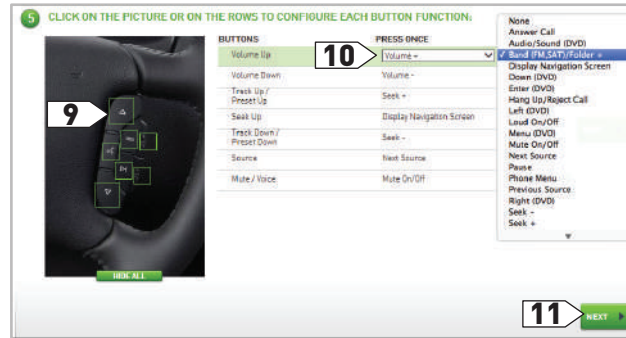 5 CLICK ON THE PICTURE OR ON THE ROWS TO CONFIGURE EACH BUTTON FUNCTION:
BUTTONS PRESS ONCE
Volume Up Volume +
Volume Down Volume -
Track Up /
Preset Up Seek +
Seek Up Display Navigation Screen
Track Down /
Preset Down Seek -
Source Next Source
Mute / Voice Mute On/Off
9
10
HIDE ALL
None
Answer Call
Audio/Sound (DVD)
✓ Band (FM,SAT)/Folder +
Display Navigation Screen
Down (DVD)
Enter (DVD)
Hang Up/Reject Call
Left (DVD)
Loud On/Off
Menu (DVD)
Mute On/Off
Next Source
Pause
Phone Menu
Previous Source
Right (DVD)
Seek -
Seek +
11
NEXT